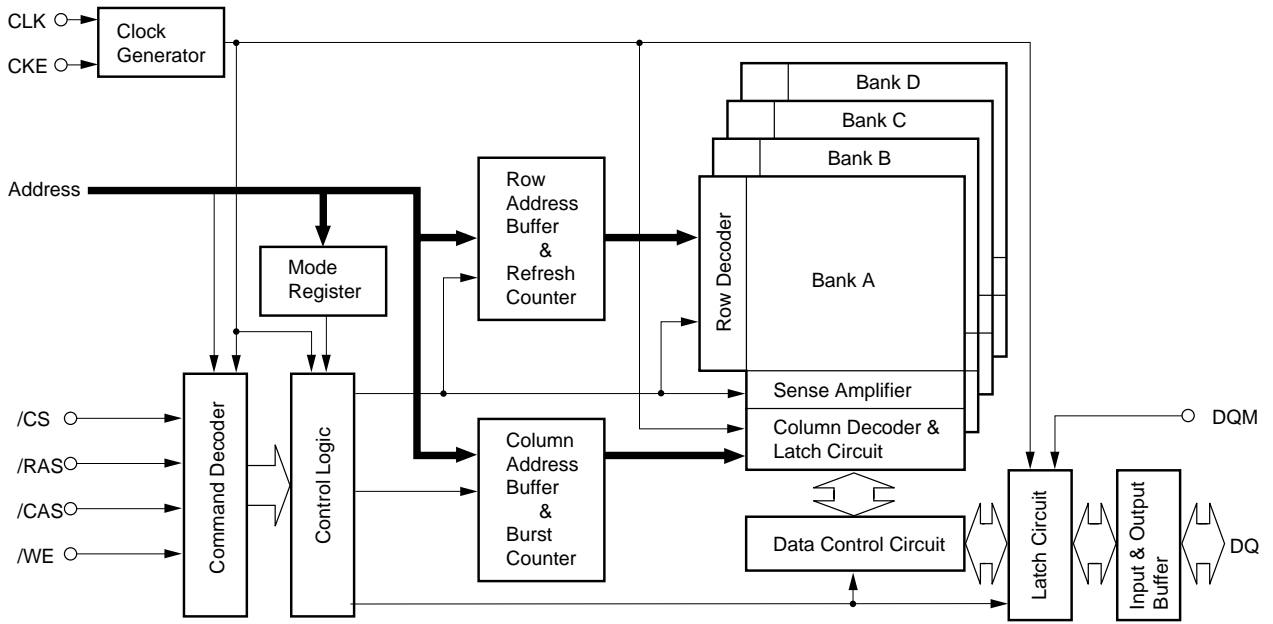 CLK
CKE
Clock
Generator
Bank D
Bank C
Bank B
Address
Row
Address
Buffer
&
Refresh
Counter
Row Decoder
Bank A
Mode
Register
Sense Amplifier
Column Decoder &
Latch Circuit
/CS
/RAS
/CAS
/WE
Command Decoder
Control Logic
Column
Address
Buffer
&
Burst
Counter
Data Control Circuit
DQM
Latch Circuit
Input & Output
Buffer
DQ